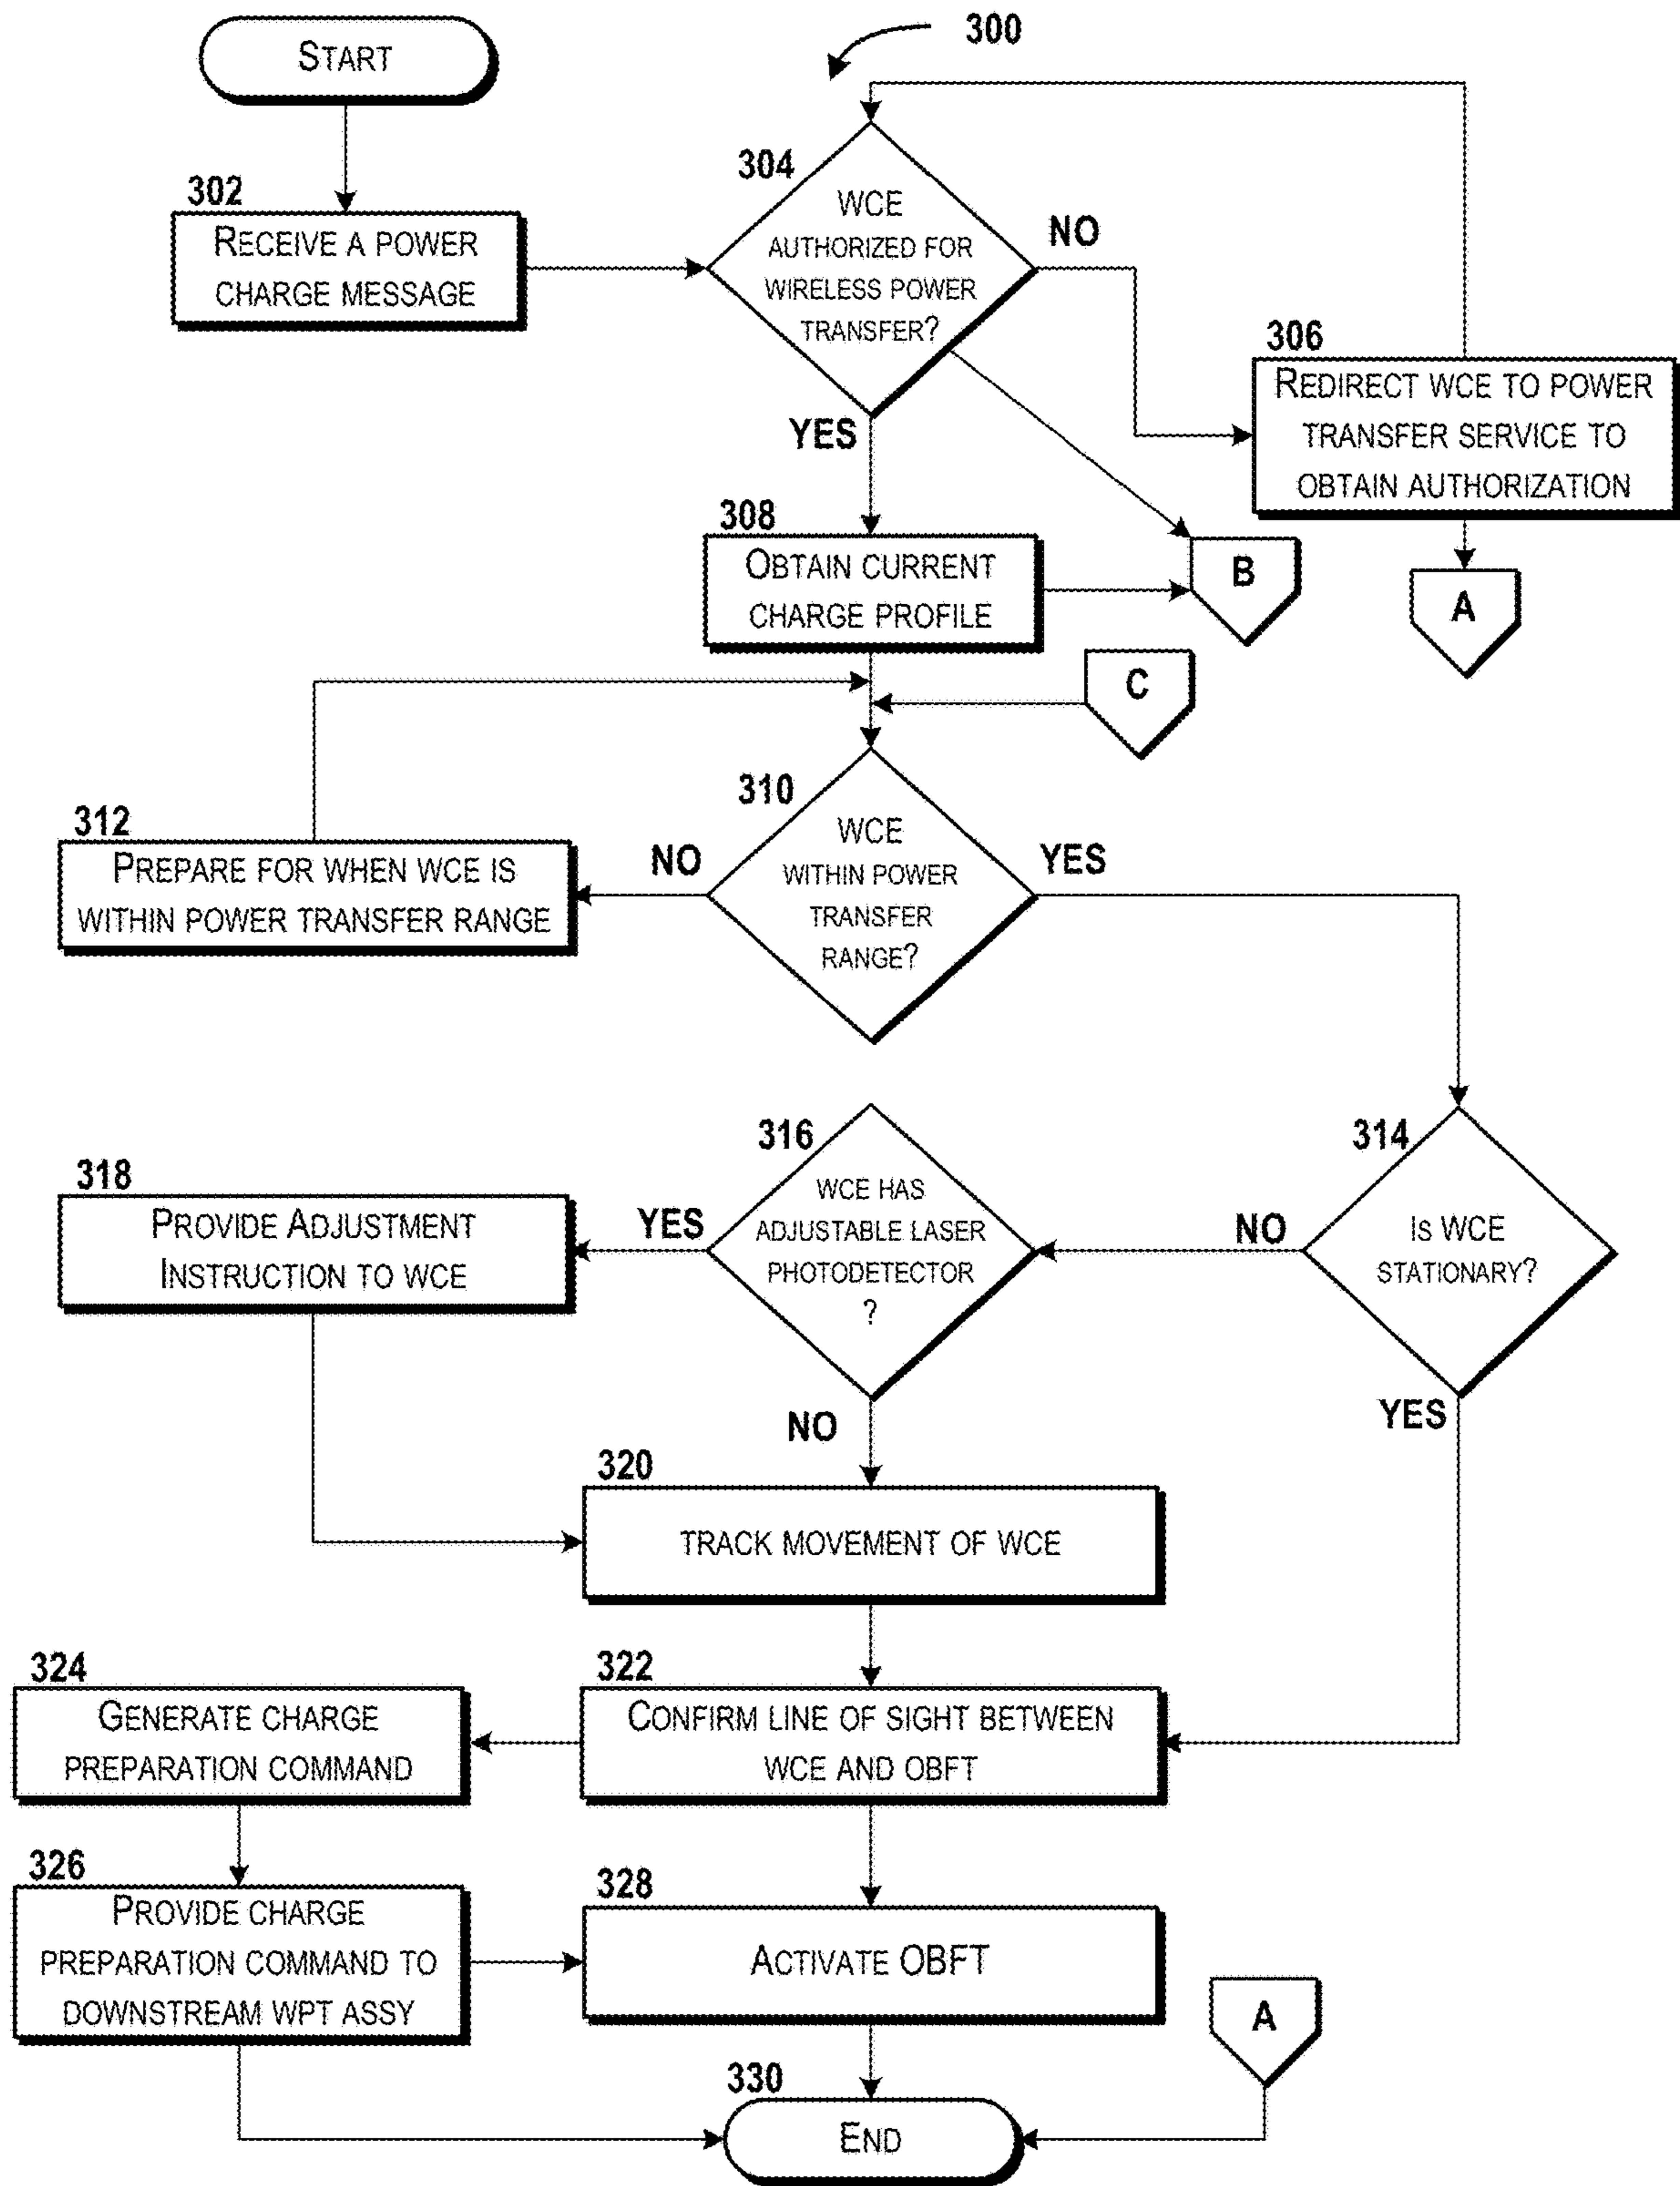 START
300
304
WCE
AUTHORIZED FOR
WIRELESS POWER
TRANSFER?
NO
YES
302
RECEIVE A POWER
CHARGE MESSAGE
306
REDIRECT WCE TO POWER
TRANSFER SERVICE TO
OBTAIN AUTHORIZATION
308
OBTAIN CURRENT
CHARGE PROFILE
B
A
C
310
WCE
WITHIN POWER
TRANSFER
RANGE?
NO
YES
312
PREPARE FOR WHEN WCE IS
WITHIN POWER TRANSFER RANGE
314
IS WCE
STATIONARY?
NO
YES
316
WCE HAS
ADJUSTABLE LASER
PHOTODETECTOR
?
YES
NO
318
PROVIDE ADJUSTMENT
INSTRUCTION TO WCE
320
TRACK MOVEMENT OF WCE
322
CONFIRM LINE OF SIGHT BETWEEN
WCE AND OBFT
324
GENERATE CHARGE
PREPARATION COMMAND
326
PROVIDE CHARGE
PREPARATION COMMAND TO
DOWNSTREAM WPT ASSY
328
ACTIVATE OBFT
A
330
END